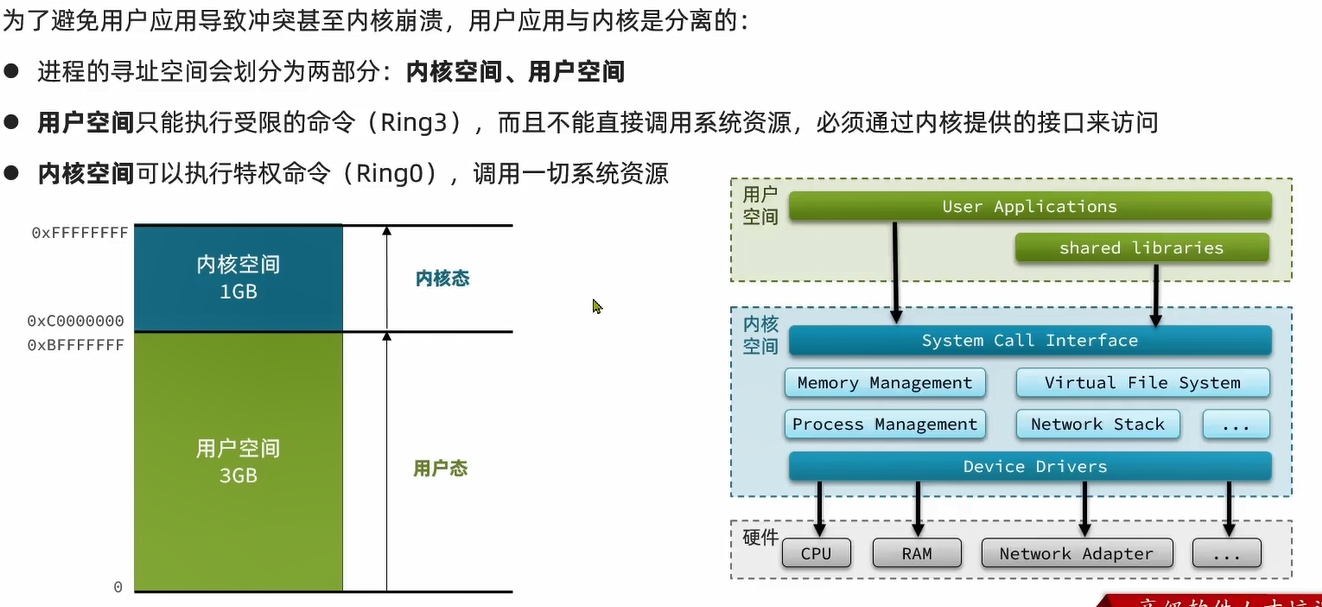 为了避免用户应用导致冲突甚至内核崩溃，用户应用与内核是分离的：
● 进程的寻址空间会划分为两部分：内核空间、用户空间
● 用户空间只能执行受限的命令（Ring3），而且不能直接调用系统资源，必须通过内核提供的接口来访问
● 内核空间可以执行特权命令（Ring0），调用一切系统资源
0xFFFFFFFF
内核空间
1GB
内核态
0xC0000000
0xBFFFFFFF
用户空间
3GB
用户态
0
用户
空间
User Applications
shared libraries
内核
空间
System Call Interface
Memory Management
Virtual File System
Process Management
Network Stack
...
Device Drivers
硬件
CPU
RAM
Network Adapter
...